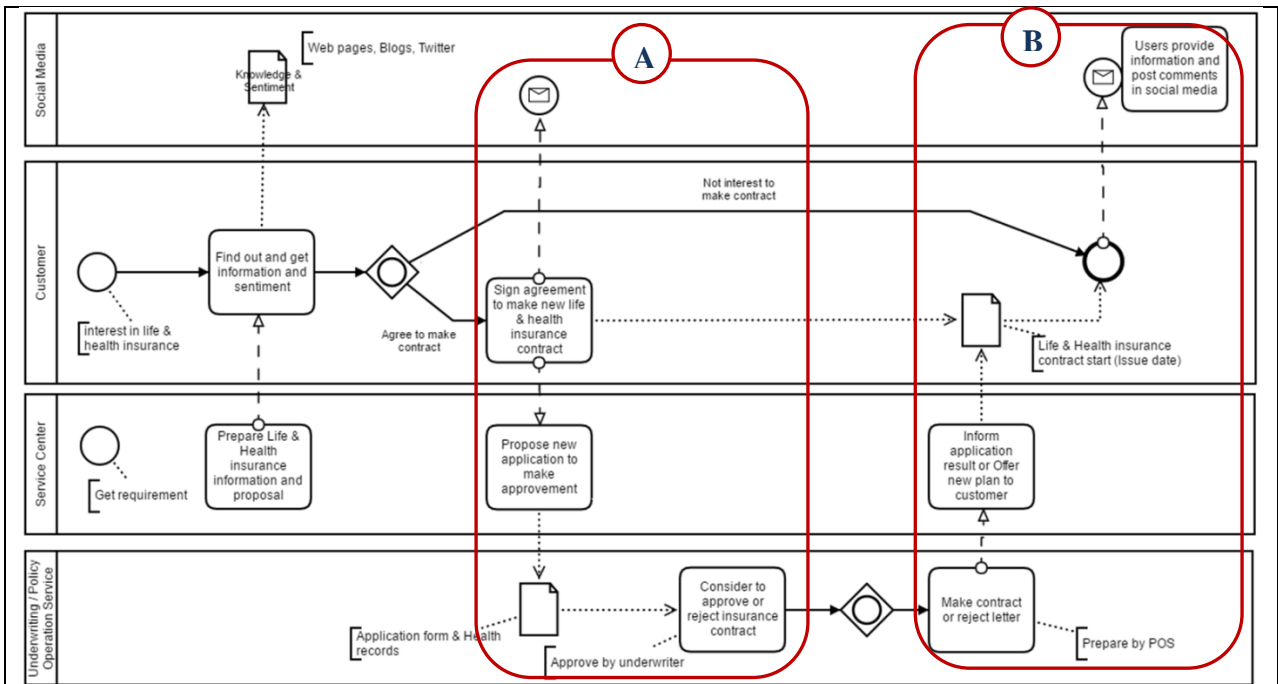 A
B
Social Media
Web pages, Blogs, Twitter
Knowledge &
Sentiment
Users provide
information and
post comments
in social media
Customer
Not interest to
make contract
Find out and get
information and
sentiment
Sign agreement
to make new life
& health
insurance
contract
interest in life &
health insurance
Agree to make
contract
Life & Health insurance
contract start (Issue date)
Service Center
Prepare Life &
Health
insurance
information and
proposal
Get requirement
Propose new
application to
make
approvement
Inform
application
result or Offer
new plan to
customer
Underwriting / Policy
Operation Service
Application form & Health
records
Consider to
approve or
reject insurance
contract
Approve by underwriter
Make contract
or reject letter
Prepare by POS